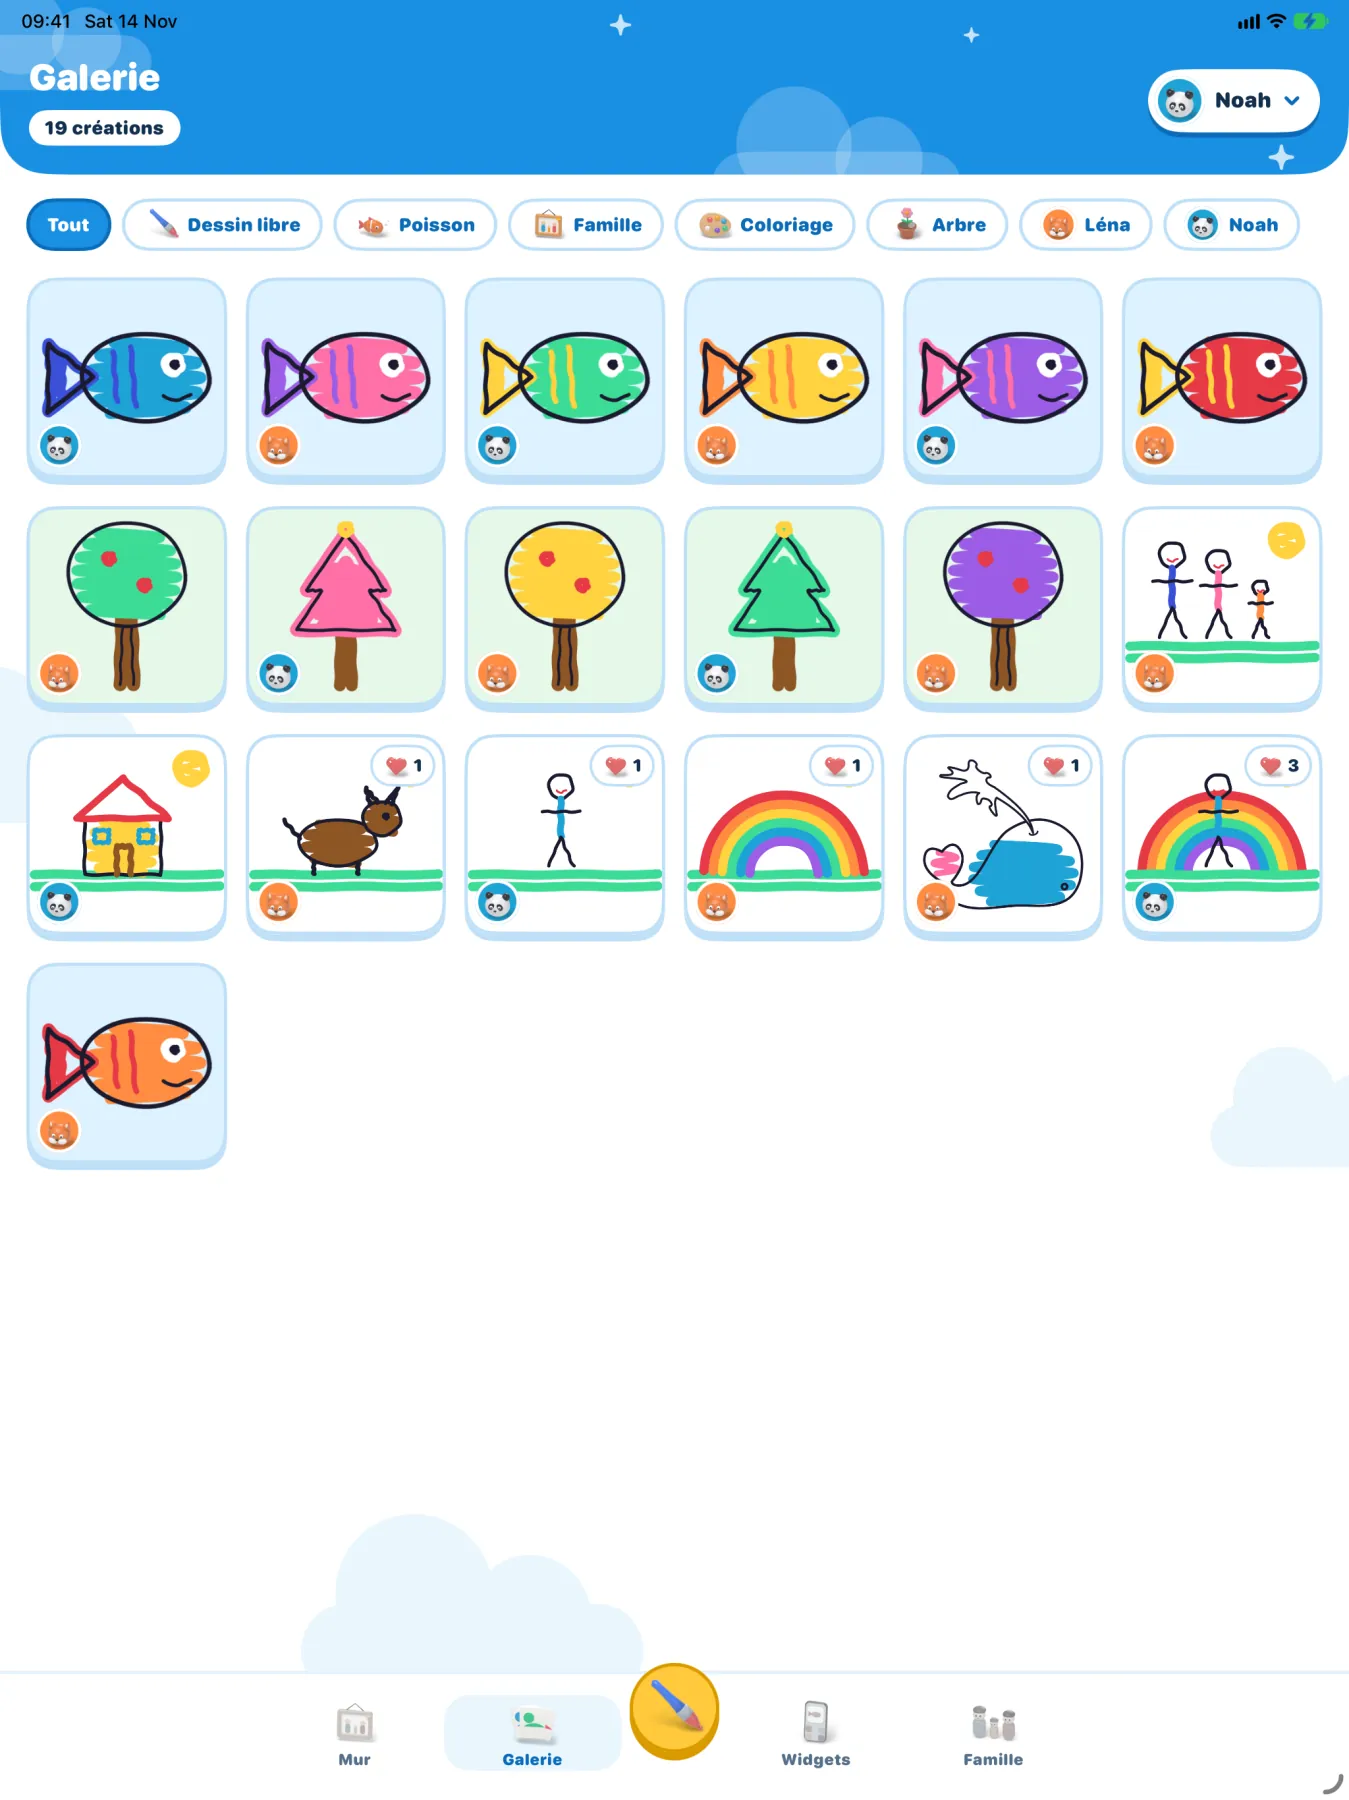 09:41 Sat 14 Nov
Galerie
19 créations
Noah
Tout
Dessin libre
Poisson
Famille
Coloriage
Arbre
Léna
Noah
1
1
1
1
3
Mur
Galerie
Widgets
Famille